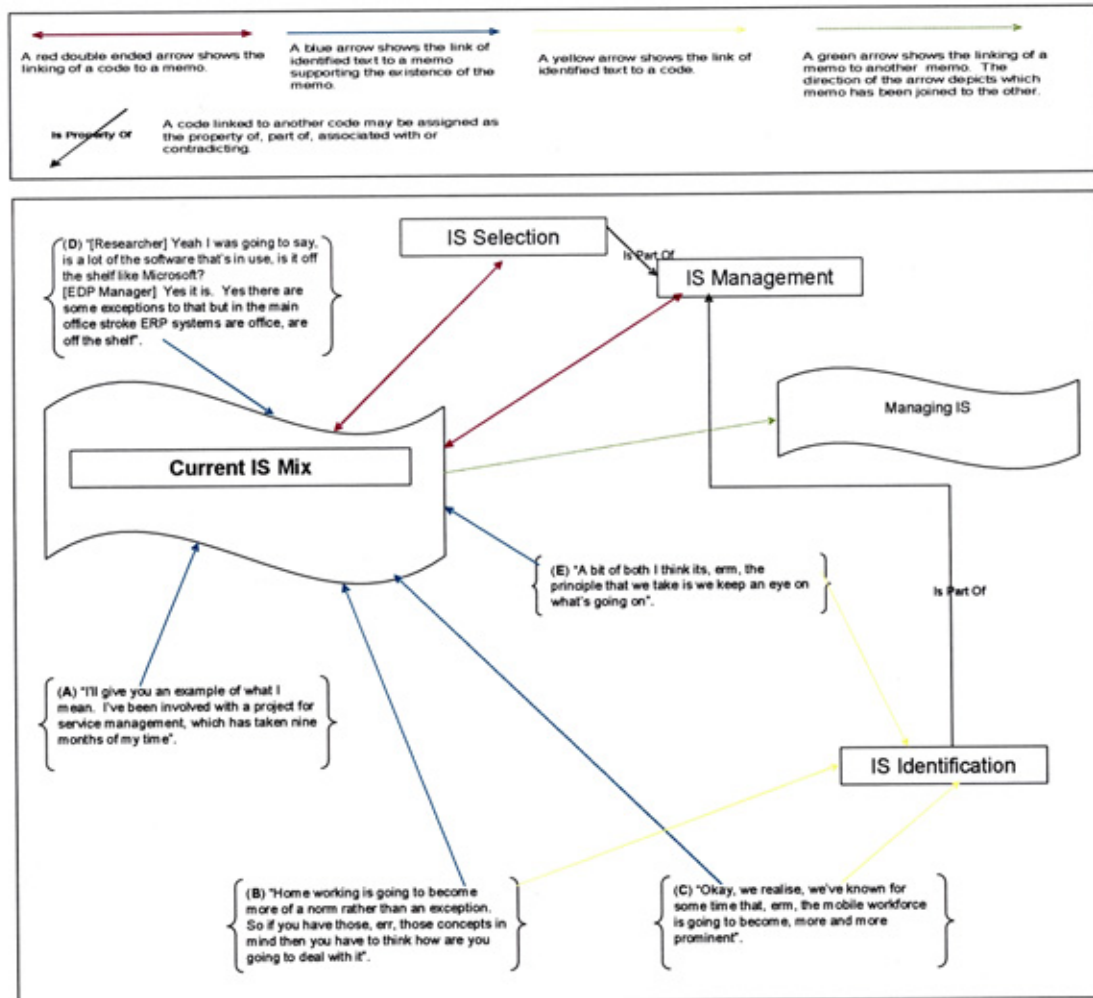 A red double ended arrow shows the
linking of a code to a memo.
A blue arrow shows the link of
identified text to a memo
supporting the existence of the
memo.
A yellow arrow shows the link of
identified text to a code.
A green arrow shows the linking of a
memo to another memo. The
direction of the arrow depicts which
memo has been joined to the other.
Is Property Of
A code linked to another code may be assigned as
the property of, part of, associated with or
contradicting.
(D) "[Researcher] Yeah I was going to say,
is a lot of the software that's in use, is it off
the shelf like Microsoft?
[EDP Manager] Yes it is. Yes there are
some exceptions to that but in the main
office stroke ERP systems are office, are
off the shelf".
IS Selection
Is Part Of
IS Management
Managing IS
Current IS Mix
(E) "A bit of both I think its, erm, the
principle that we take is we keep an eye on
what's going on".
Is Part Of
(A) "I'll give you an example of what I
mean. I've been involved with a project for
service management, which has taken nine
months of my time".
IS Identification
(B) "Home working is going to become
more of a norm rather than an exception.
So if you have those, err, those concepts in
mind then you have to think how are you
going to deal with it".
(C) "Okay, we realise, we've known for
some time that, erm, the mobile workforce
is going to become, more and more
prominent".